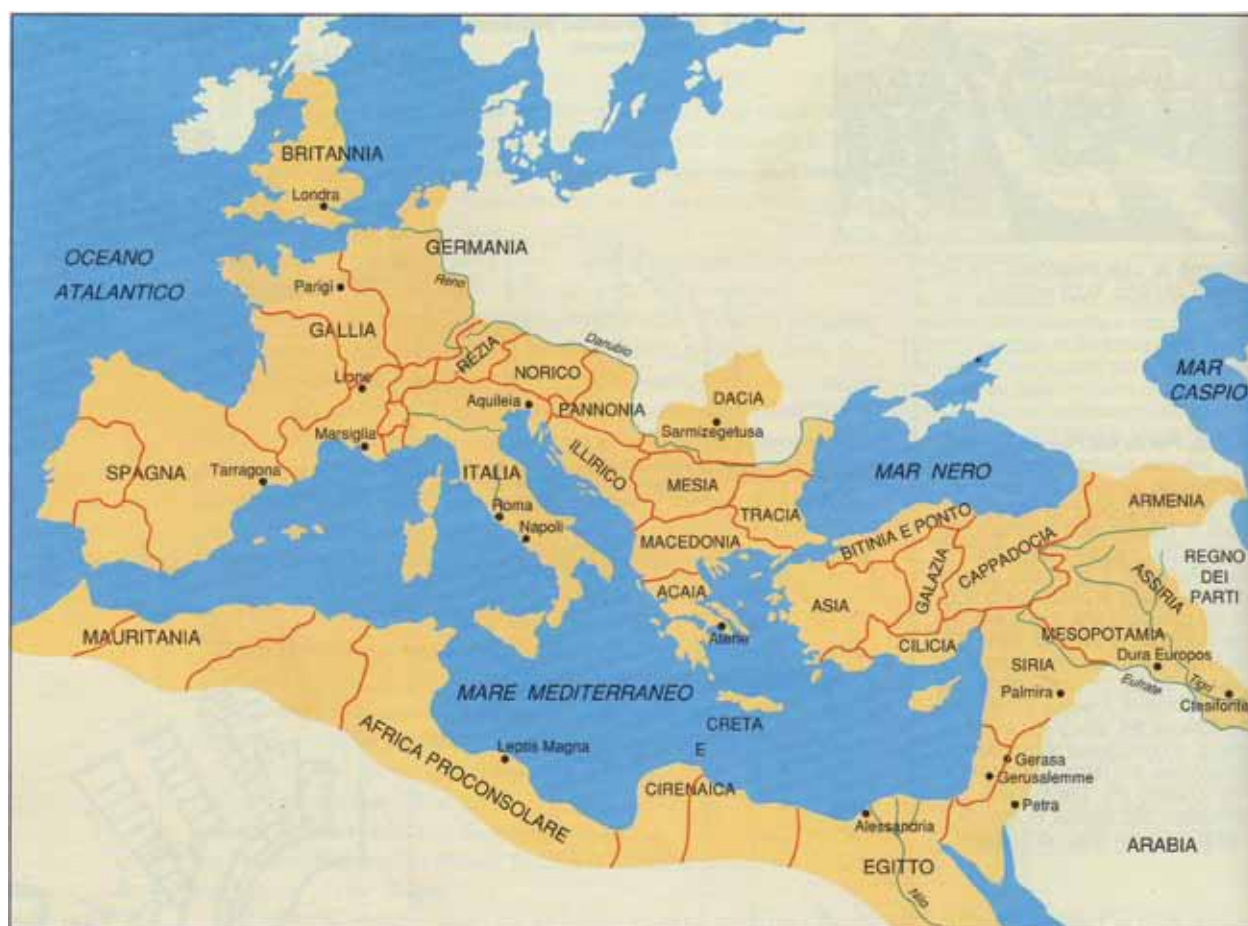 BRITANNIA
Londra
OCEANO
ATALANTICO
GERMANIA
Reno
Parigi
GALLIA
Lione
RÉZIA
NORICO
Danubio
Aquileia
PANNONIA
DACIA
Sarmizegetusa
MAR
CASPIO
Marsiglia
SPAGNA
Tarragona
ITALIA
ILLIRICO
MESIA
MAR NERO
Roma
Napoli
TRACIA
MACEDONIA
BITINIA E PONTO
ARMENIA
CAPPADOCIA
GALAZIA
ASSIRIA
REGNO
DEI
PARTI
ACAIA
ASIA
Atene
CILICIA
MESOPOTAMIA
MAURITANIA
SIRIA
Dura Europos
Eufrate
Tigri
Ctesifonte
Palmira
MARE MEDITERRANEO
CRETA
E
CIRENAICA
AFRICA PROCONSOLARE
Leptis Magna
Gerasa
Gerusalemme
Petra
Alessandria
EGITTO
Nilo
ARABIA